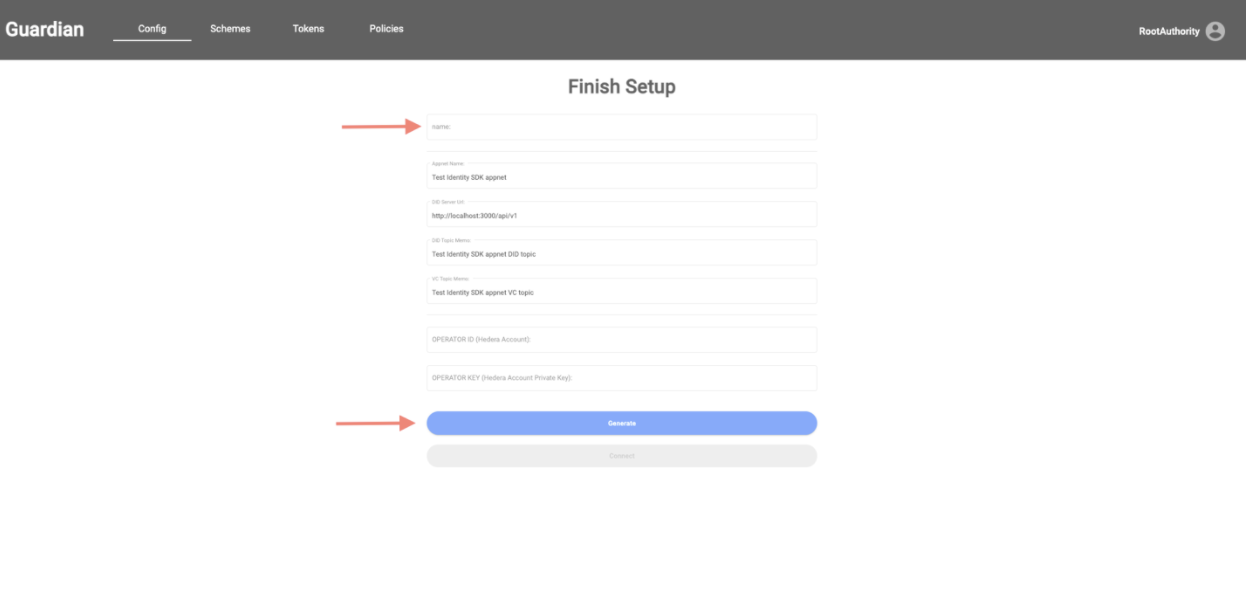 Guardian
Config
Schemes
Tokens
Policies
RootAuthority
Finish Setup
name:
Appnet Name:
Test Identity SDK appnet
DID Server Url:
http://localhost:3000/api/v1
DID Topic Memo:
Test Identity SDK appnet DID topic
VC Topic Memo:
Test Identity SDK appnet VC topic
OPERATOR ID (Hedera Account):
OPERATOR KEY (Hedera Account Private Key):
Generate
Connect